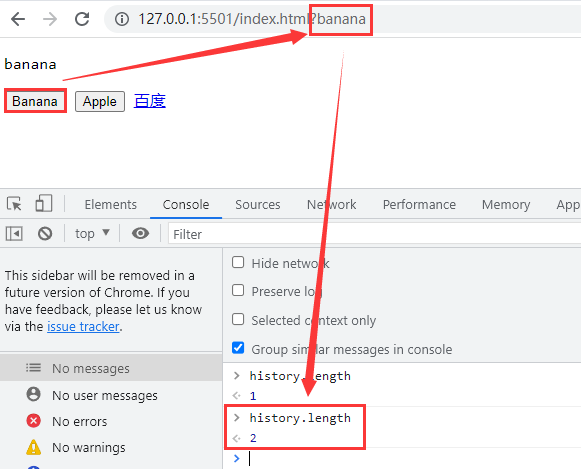 127.0.0.1:5501/index.html?banana
banana
Banana Apple 百度
Elements Console Sources Network Performance Memory
top Filter
This sidebar will be removed in a
future version of Chrome. If you
have feedback, please let us know
via the issue tracker.
No messages
No user messages
No errors
No warnings
Hide network
Preserve log
Selected context only
Group similar messages in console
> history.length
<· 1
> history.length
<· 2
>